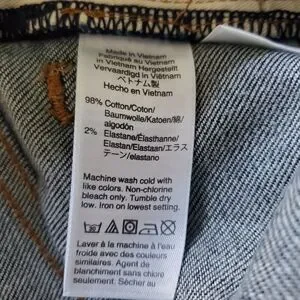 Made in Vietnam
Fabriqué au Vietnam
in Vietnam Hergestellt
Vervaardigd in Viëtnam
ベトナム製
Hecho en Vietnam
98% Cotton/Coton/
Baumwolle/Katoen/綿/
algodón
2% Elastane/Élasthanne/
Elastan/Elastaan/エラス
テーン/elastano
Machine wash cold with
like colors. Non-chlorine
bleach only. Tumble dry
low. Iron on lowest setting.
Laver à la machine à l'eau
froide avec des couleurs
similaires. Agent de
blanchiment sans chlore
seulement. Séchage